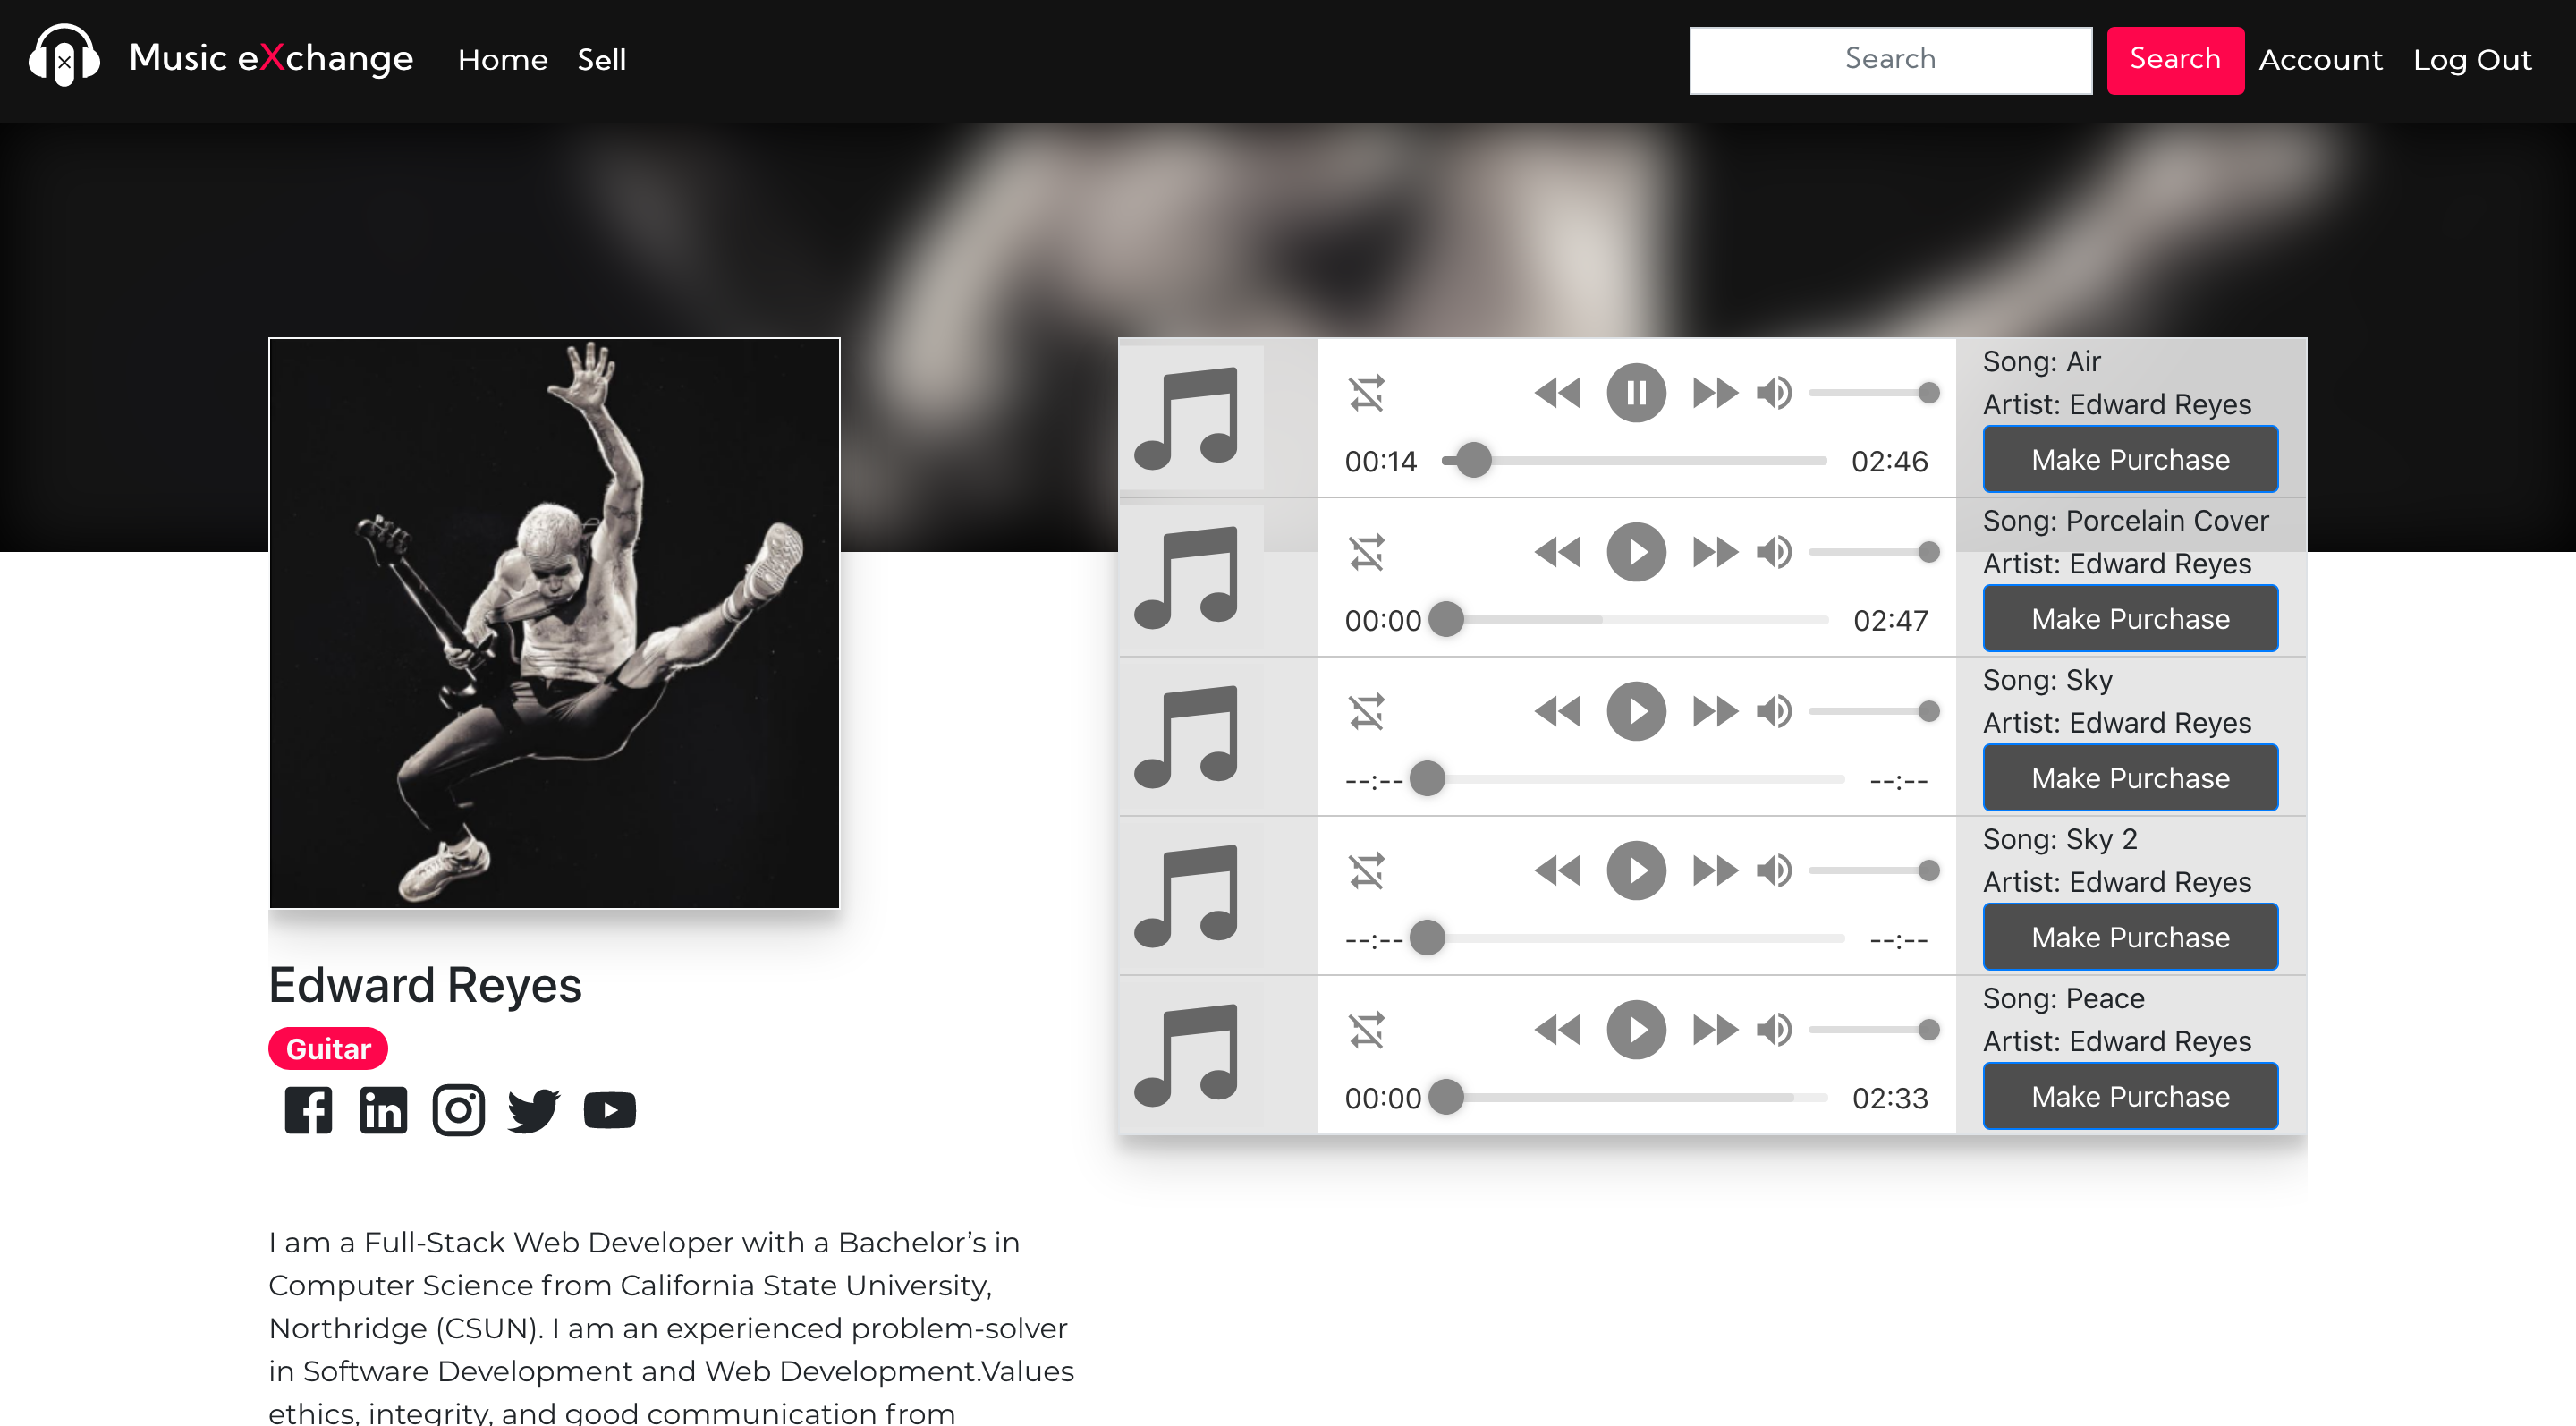 Music eXchange Home Sell Search Search Account Log Out
Song: Air
Artist: Edward Reyes
00:14 02:46 Make Purchase
Song: Porcelain Cover
Artist: Edward Reyes
00:00 02:47 Make Purchase
Song: Sky
Artist: Edward Reyes
--:-- --:-- Make Purchase
Song: Sky 2
Artist: Edward Reyes
--:-- --:-- Make Purchase
Song: Peace
Artist: Edward Reyes
00:00 02:33 Make Purchase
Edward Reyes
Guitar
I am a Full-Stack Web Developer with a Bachelor’s in
Computer Science from California State University,
Northridge (CSUN). I am an experienced problem-solver
in Software Development and Web Development.Values
ethics, integrity, and good communication from